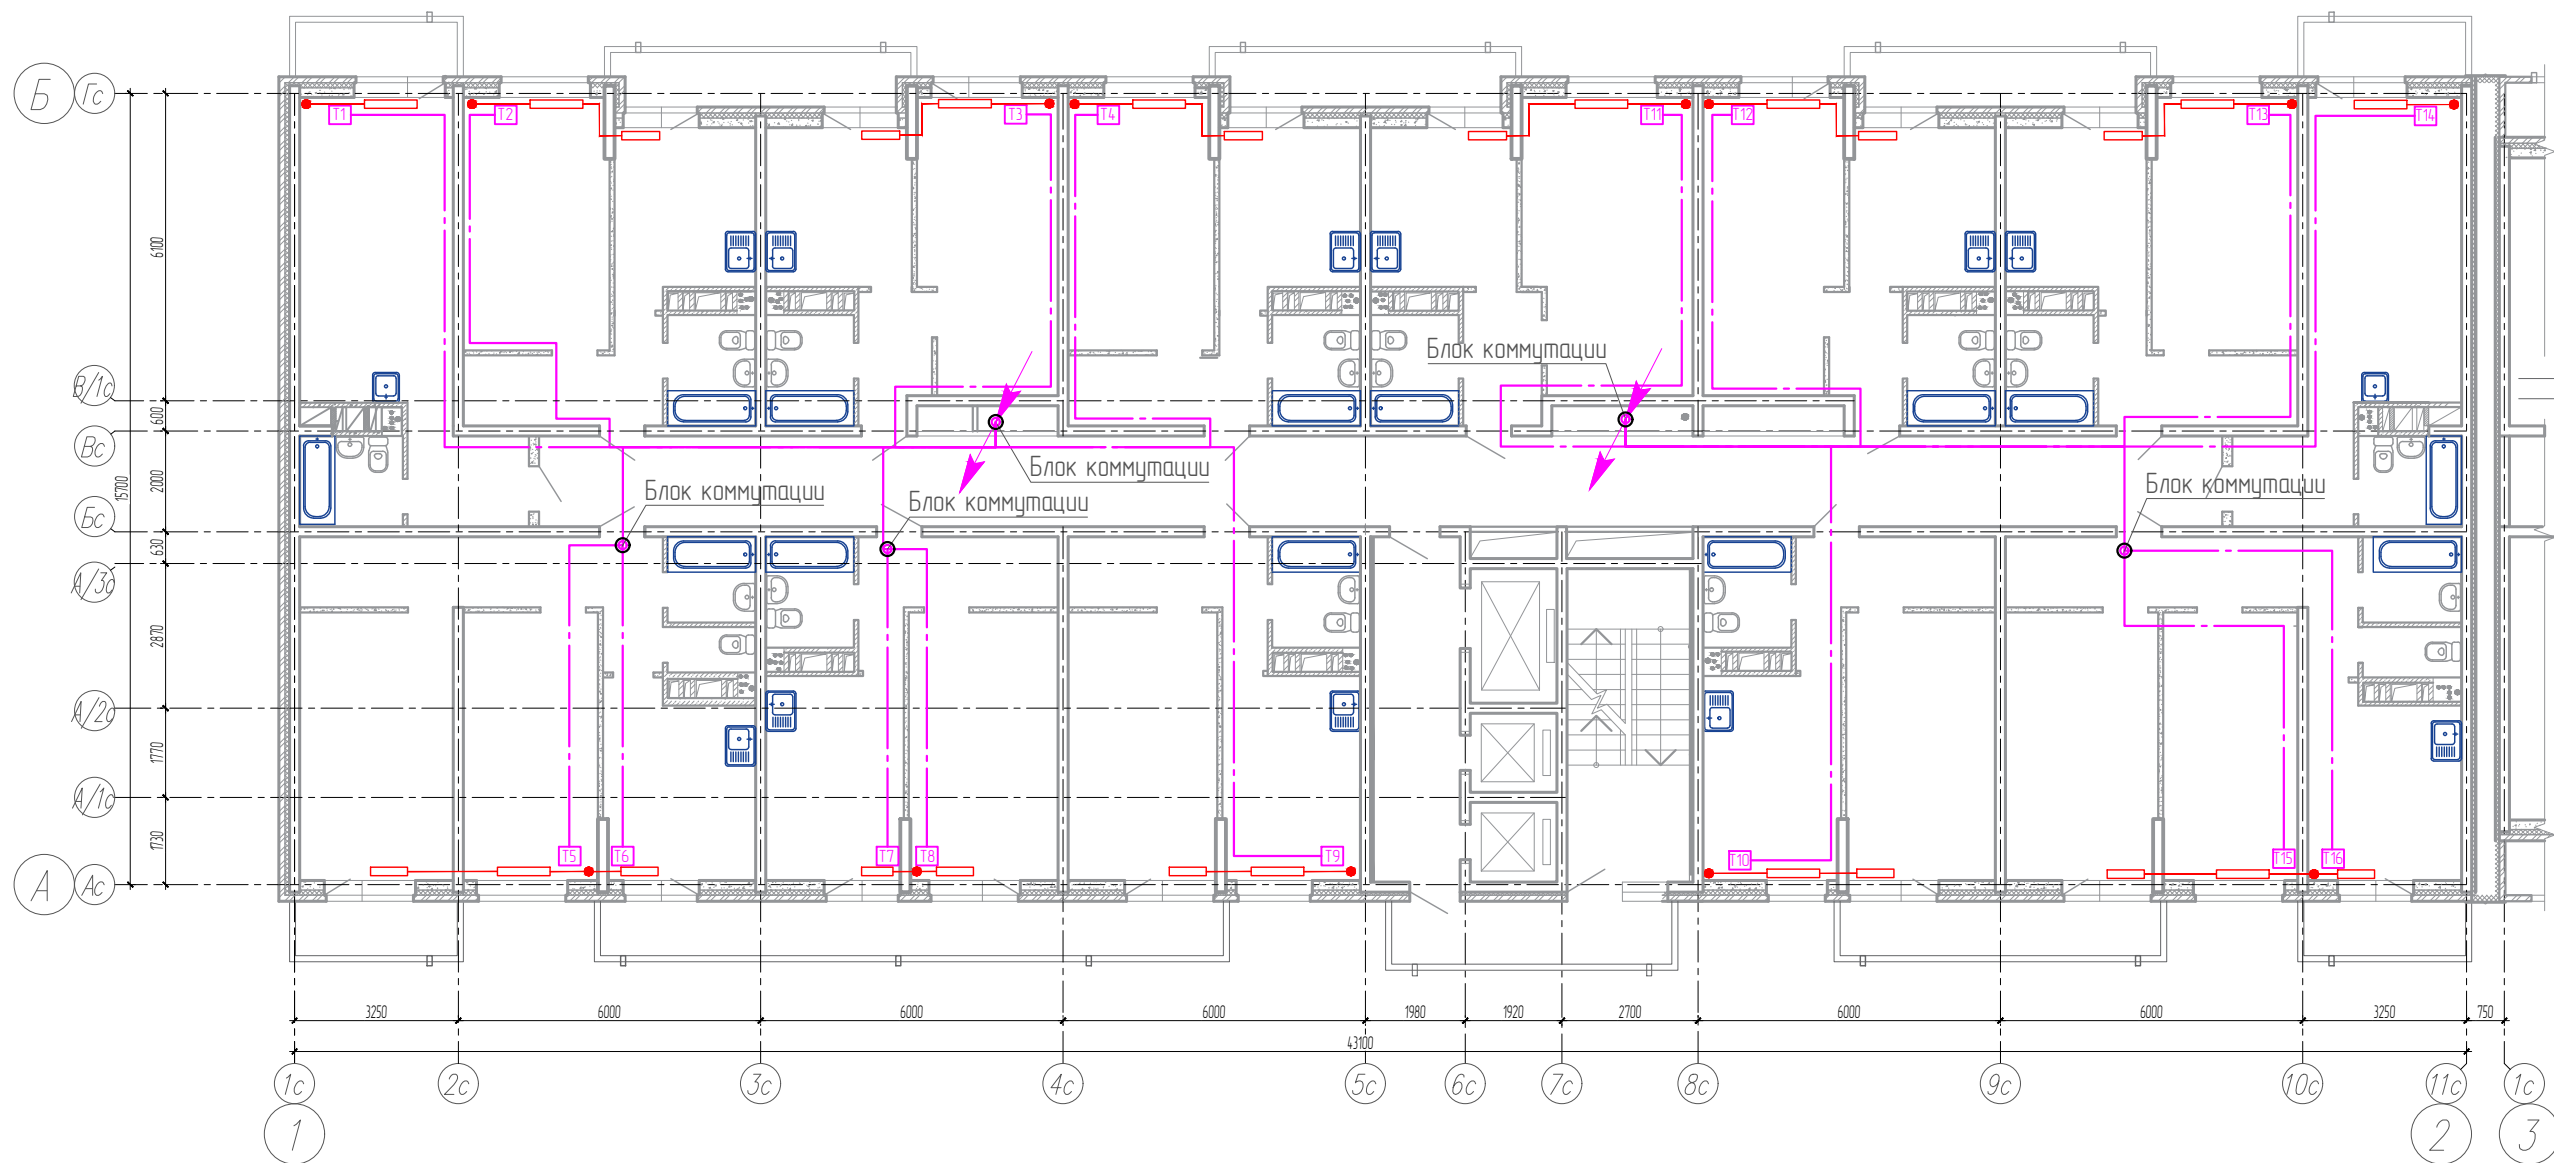 Б
Гс
Т1
Т2
Т3
Т4
Т11
Т12
Т13
Т14
6100
В/1с
600
Вс
15700
2000
Бс
630
А/3с
2870
А/2с
1770
А/1с
1730
А
Ас
Блок коммутации
Блок коммутации
Блок коммутации
Блок коммутации
Блок коммутации
Т5
Т6
Т7
Т8
Т9
Т10
Т15
Т16
3250
6000
6000
6000
1980
1920
2700
6000
6000
3250
750
43100
1с
2с
3с
4с
5с
6с
7с
8с
9с
10с
11с
1с
1
2
3